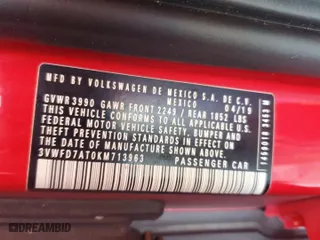 MFD BY VOLKSWAGEN DE MEXICO S.A. DE C.V.
MEXICO 04/19
GVWR 3990 GAWR FRONT 2249 / REAR 1852 LBS
THIS VEHICLE CONFORMS TO ALL APPLICABLE U.S.
FEDERAL MOTOR VEHICLE SAFETY, BUMPER AND
THEFT PREVENTION STANDARDS IN EFFECT ON THE
DATE OF MANUFACTURE SHOWN ABOVE
3VWFD7AT0KM713963 PASSENGER CAR